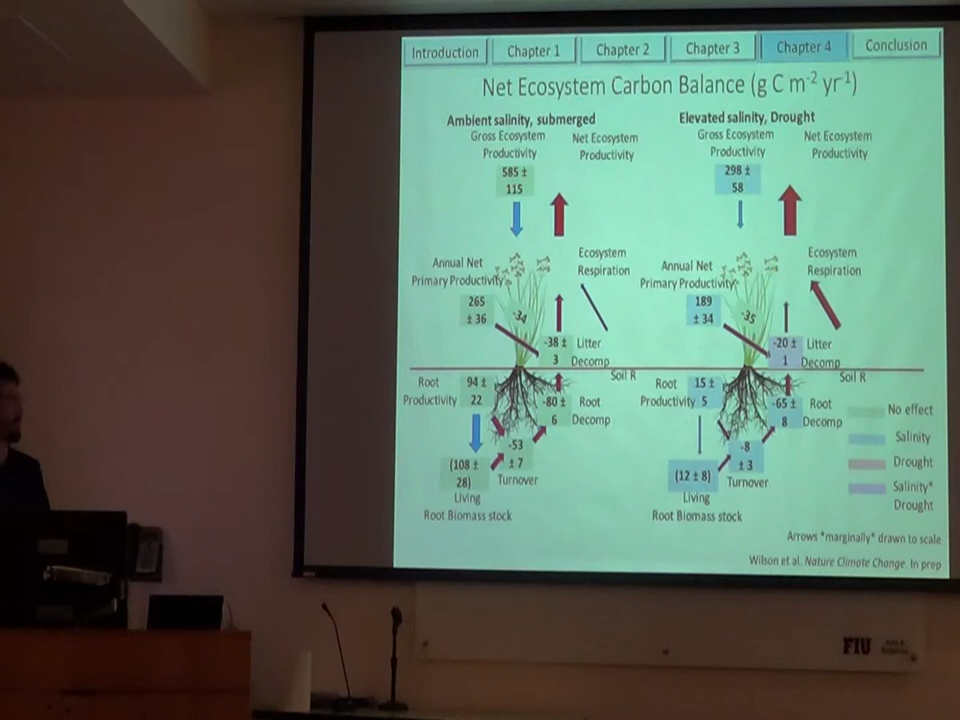 Introduction
Chapter 1
Chapter 2
Chapter 3
Chapter 4
Conclusion
Net Ecosystem Carbon Balance (g C m-2 yr-1)
Ambient salinity, submerged
Gross Ecosystem
Productivity
585 ±
115
Net Ecosystem
Productivity
Annual Net
Primary Productivity
265
± 36
-34
Ecosystem
Respiration
-38 ±
3
Litter
Decomp
Soil R
Root
Productivity
94 ±
22
-80 ±
6
Root
Decomp
-53
± 7
Turnover
(108 ±
28)
Living
Root Biomass stock
Elevated salinity, Drought
Gross Ecosystem
Productivity
298 ±
58
Net Ecosystem
Productivity
Annual Net
Primary Productivity
189
± 34
-35
Ecosystem
Respiration
-20 ±
1
Litter
Decomp
Soil R
Root
Productivity
15 ±
5
-65 ±
8
Root
Decomp
-8
± 3
Turnover
(12 ± 8)
Living
Root Biomass stock
No effect
Salinity
Drought
Salinity*
Drought
Arrows *marginally* drawn to scale
Wilson et al. Nature Climate Change. In prep
FIU